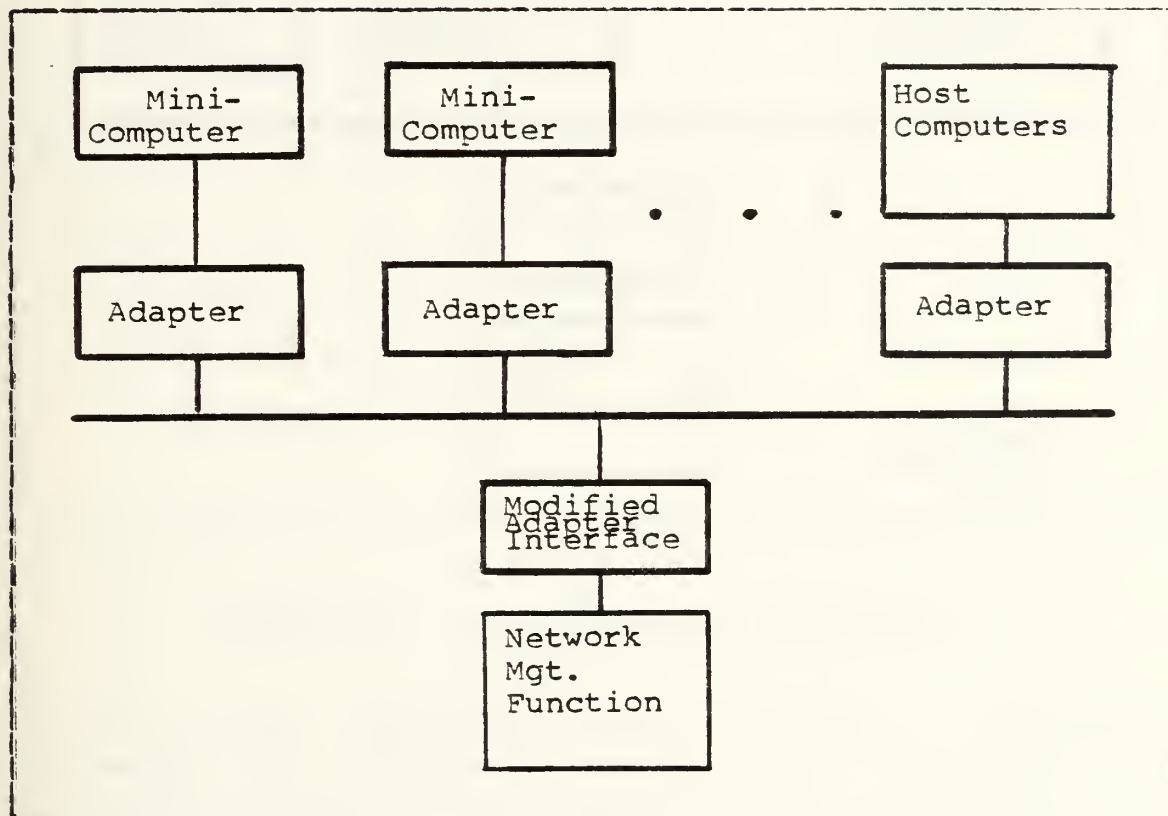 Mini-
Computer
Mini-
Computer
Host
Computers
Adapter
Adapter
Adapter
Modified
Adapter
Interface
Network
Mgt.
Function